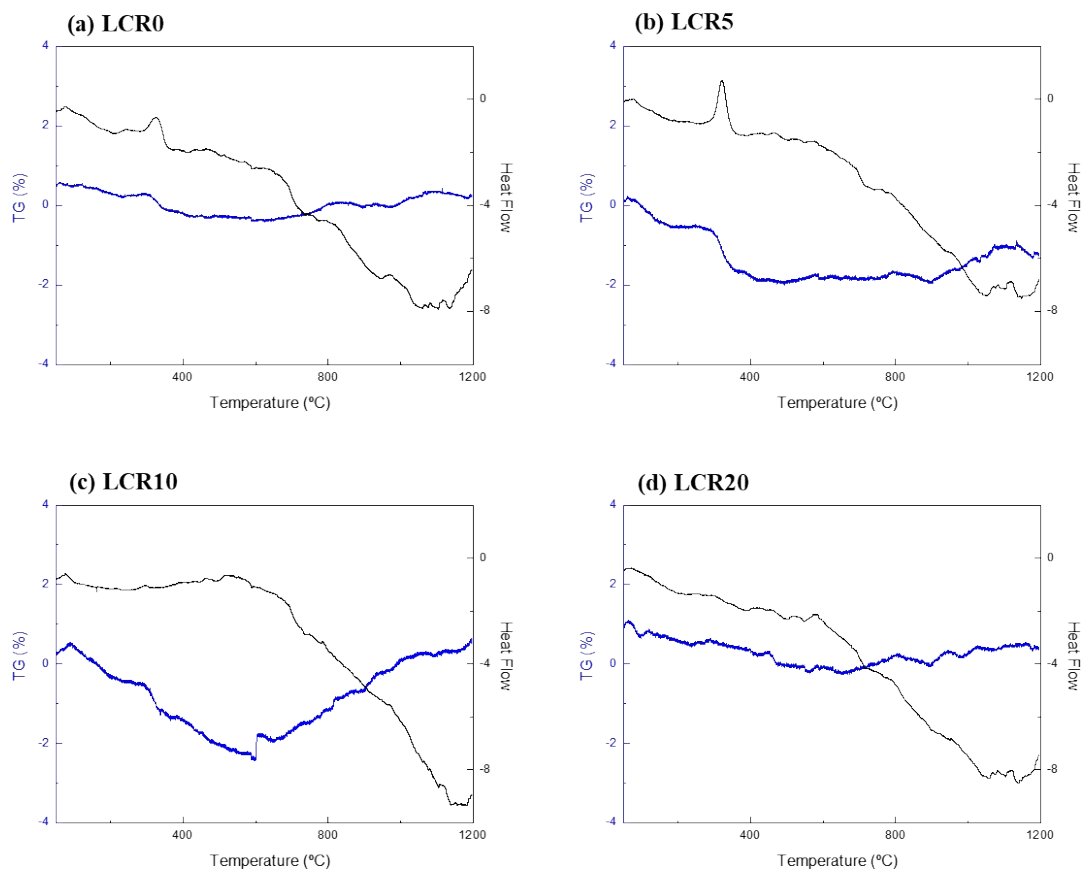 (a) LCR0
4
2
0
-2
-4
TG (%)
0
-4
-8
Heat Flow
400
800
1200
Temperature (ºC)
(b) LCR5
4
2
0
-2
-4
TG (%)
0
-4
-8
Heat Flow
400
800
1200
Temperature (ºC)
(c) LCR10
4
2
0
-2
-4
TG (%)
0
-4
-8
Heat Flow
400
800
1200
Temperature (ºC)
(d) LCR20
4
2
0
-2
-4
TG (%)
0
-4
-8
Heat Flow
400
800
1200
Temperature (ºC)